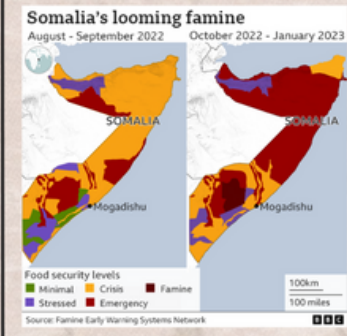 Somalia's looming famine
August - September 2022
October 2022 - January 2023
SOMALIA
SOMALIA
Mogadishu
Mogadishu
Food security levels
Minimal Crisis Famine
Stressed Emergency
100km
100 miles
Source: Famine Early Warning Systems Network
BBC